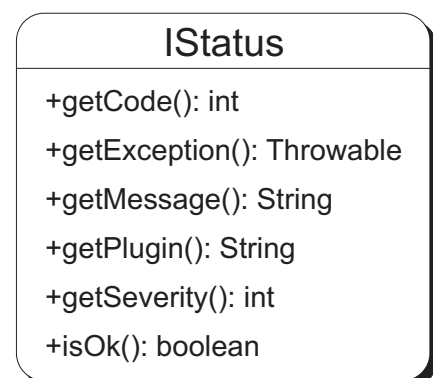 IStatus
+getCode(): int
+getException(): Throwable
+getMessage(): String
+getPlugin(): String
+getSeverity(): int
+isOk(): boolean